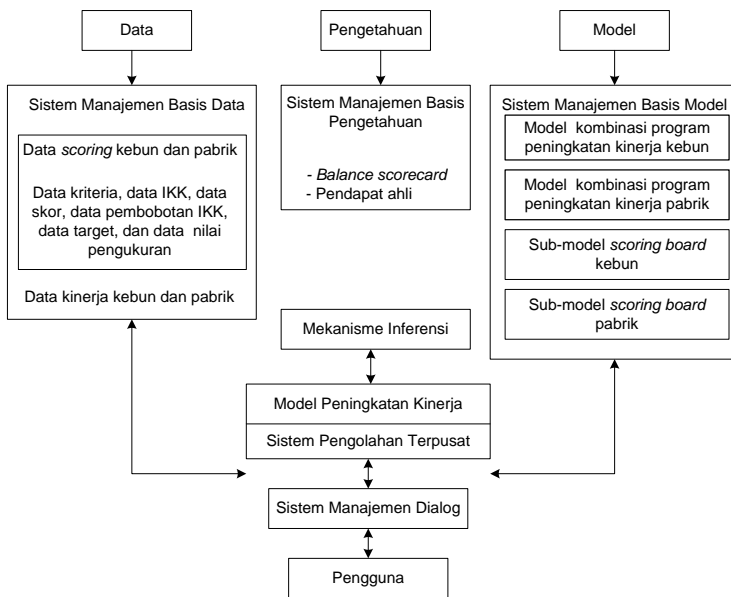 Data
Pengetahuan
Model
Sistem Manajemen Basis Data
Data scoring kebun dan pabrik
Data kriteria, data IKK, data
skor, data pembobotan IKK,
data target, dan data nilai
pengukuran
Data kinerja kebun dan pabrik
Sistem Manajemen Basis
Pengetahuan
- Balance scorecard
- Pendapat ahli
Sistem Manajemen Basis Model
Model kombinasi program
peningkatan kinerja kebun
Model kombinasi program
peningkatan kinerja pabrik
Sub-model scoring board
kebun
Sub-model scoring board
pabrik
Mekanisme Inferensi
Model Peningkatan Kinerja
Sistem Pengolahan Terpusat
Sistem Manajemen Dialog
Pengguna